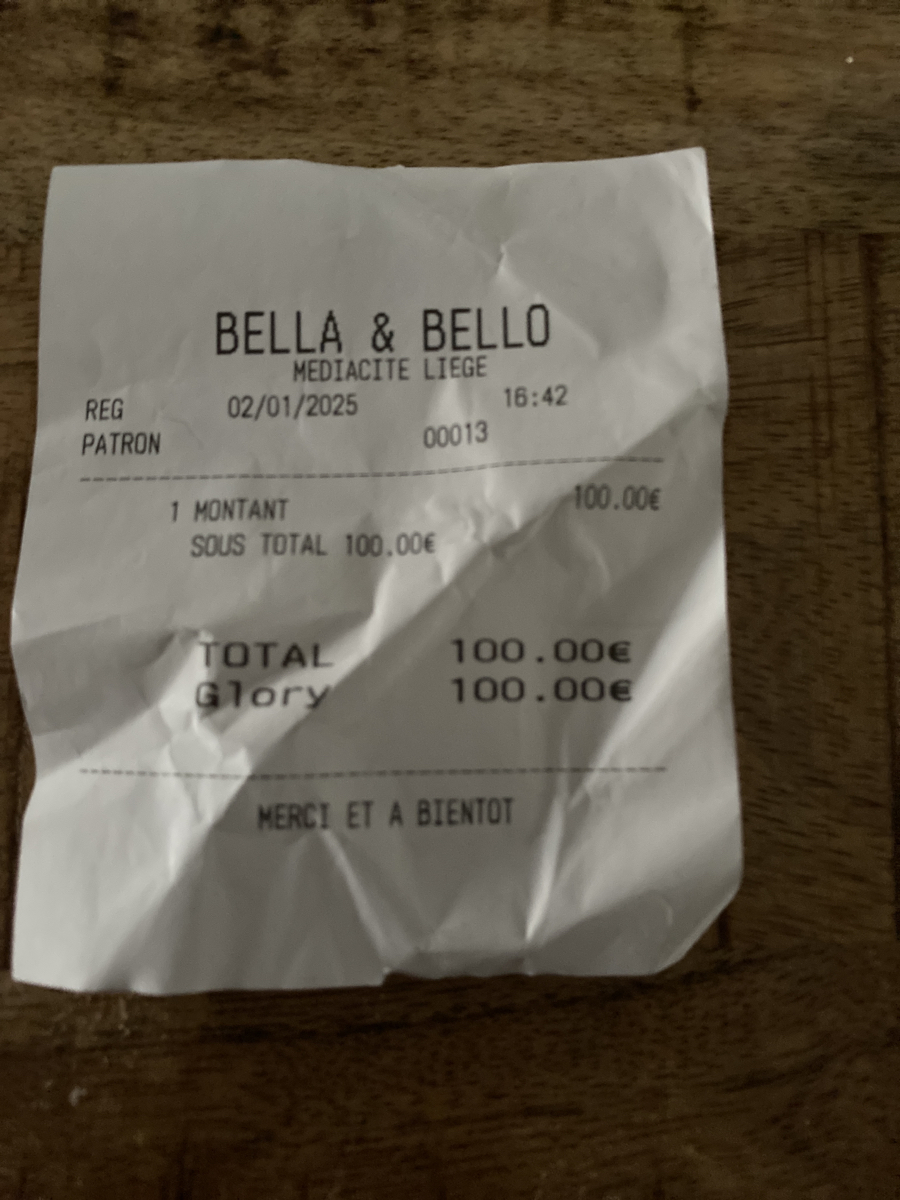 BELLA & BELLO
MEDIACITE LIEGE
REG 02/01/2025 16:42
PATRON 00013
1 MONTANT 100.00€
SOUS TOTAL 100.00€
TOTAL 100.00€
Glory 100.00€
MERCI ET A BIENTOT